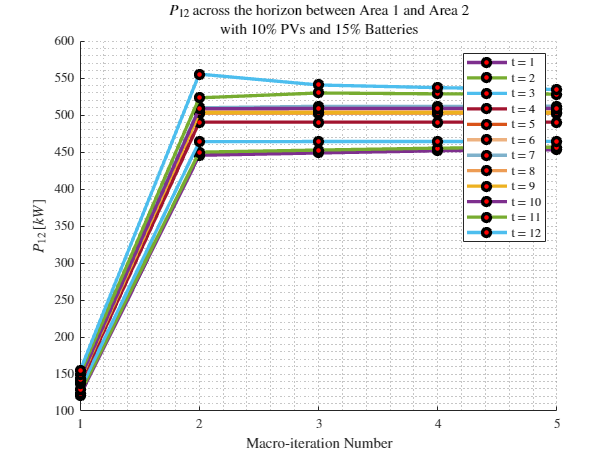 P12 across the horizon between Area 1 and Area 2
with 10% PVs and 15% Batteries
600
550
500
450
400
350
300
250
200
150
100
P12 [kW]
t = 1
t = 2
t = 3
t = 4
t = 5
t = 6
t = 7
t = 8
t = 9
t = 10
t = 11
t = 12
1
2
3
4
5
Macro-iteration Number